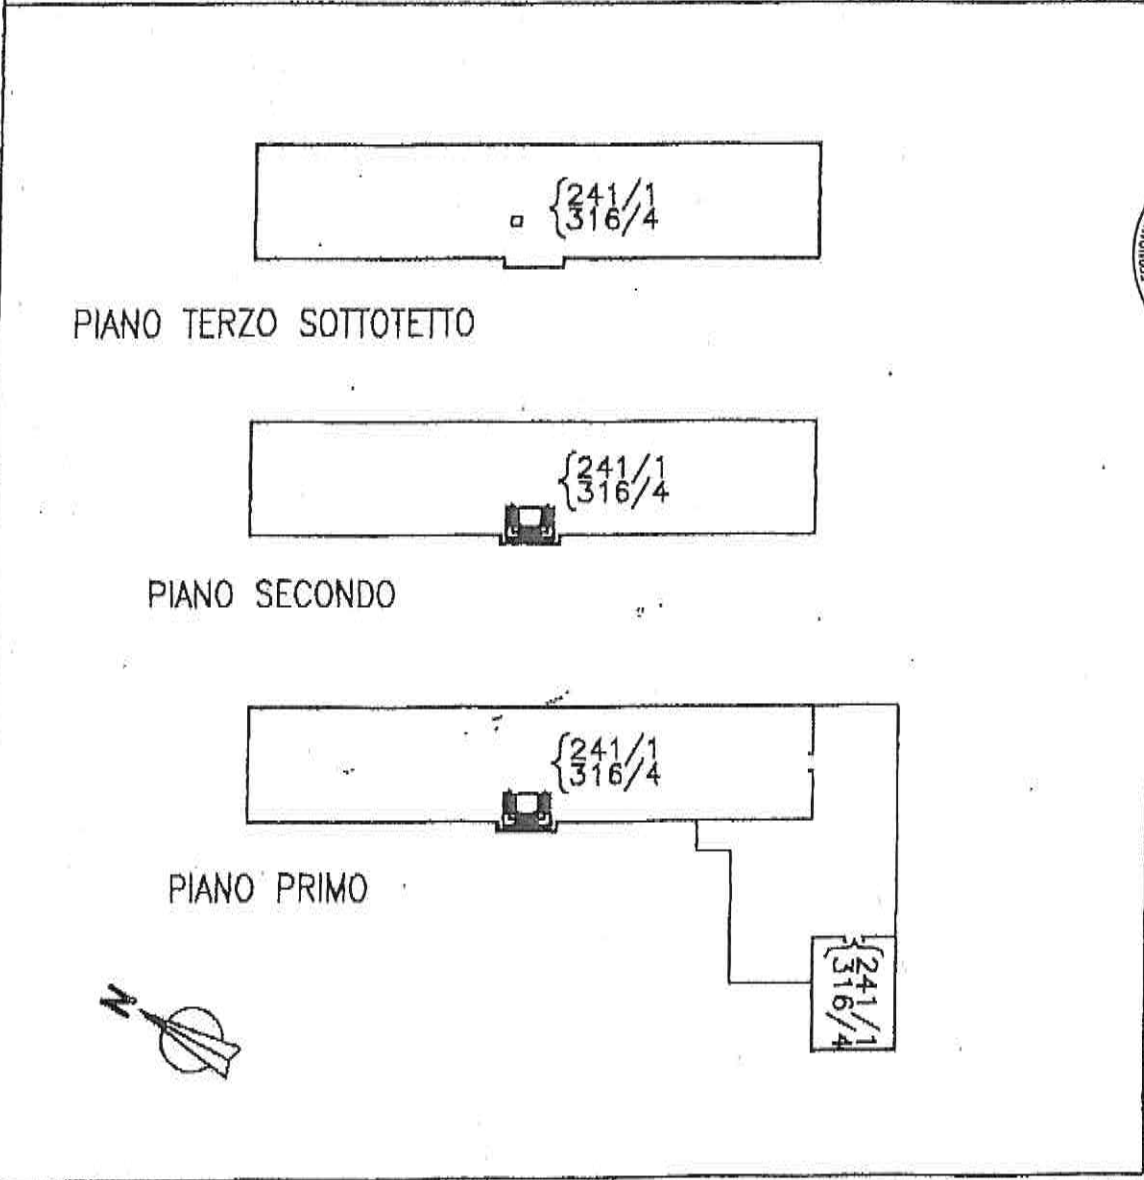 {241/1
316/4
PIANO TERZO SOTTOTETTO
{241/1
316/4
PIANO SECONDO
{241/1
316/4
PIANO PRIMO
{241/1
316/4
N